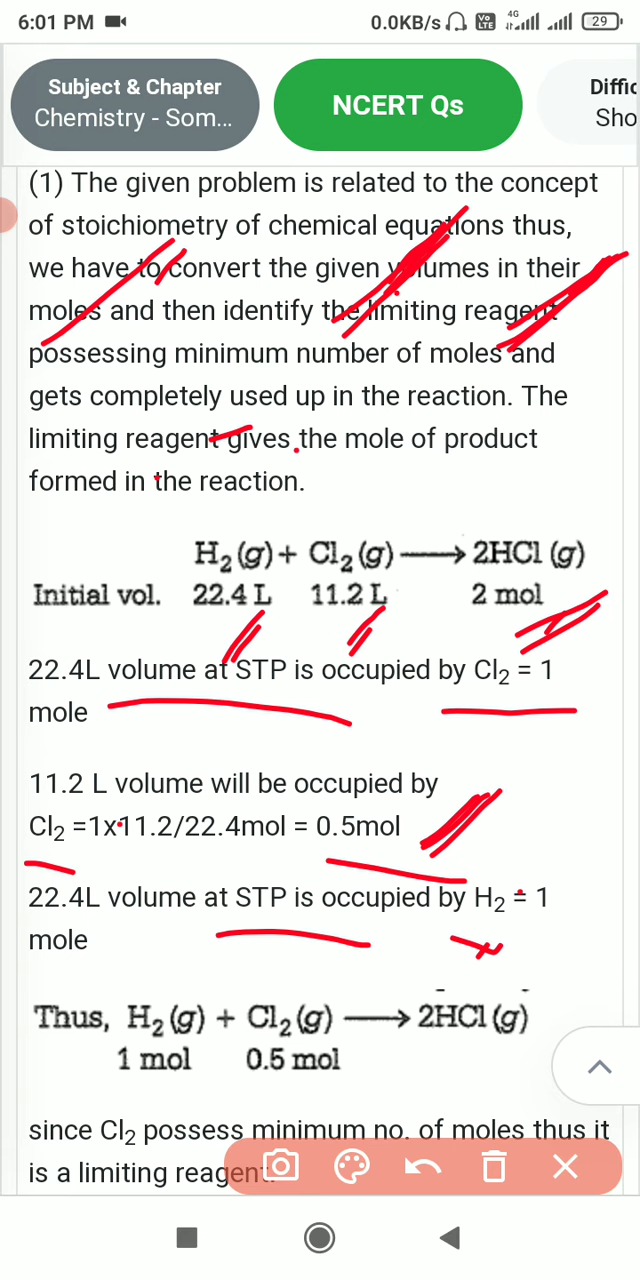 6:01 PM 0.0KB/s Vo LTE 4G 29
Subject & Chapter
Chemistry - Som...
NCERT Qs
Diffic
Sho
(1) The given problem is related to the concept
of stoichiometry of chemical equations thus,
we have to convert the given volumes in their
moles and then identify the limiting reagent
possessing minimum number of moles and
gets completely used up in the reaction. The
limiting reagent gives the mole of product
formed in the reaction.
H₂(g) + Cl₂(g) ⟶ 2HCl (g)
Initial vol. 22.4 L 11.2 L 2 mol
22.4L volume at STP is occupied by Cl₂ = 1
mole
11.2 L volume will be occupied by
Cl₂ =1x11.2/22.4mol = 0.5mol
22.4L volume at STP is occupied by H₂ = 1
mole
Thus, H₂(g) + Cl₂(g) ⟶ 2HCl (g)
1 mol 0.5 mol
since Cl₂ possess minimum no. of moles thus it
is a limiting reagent.